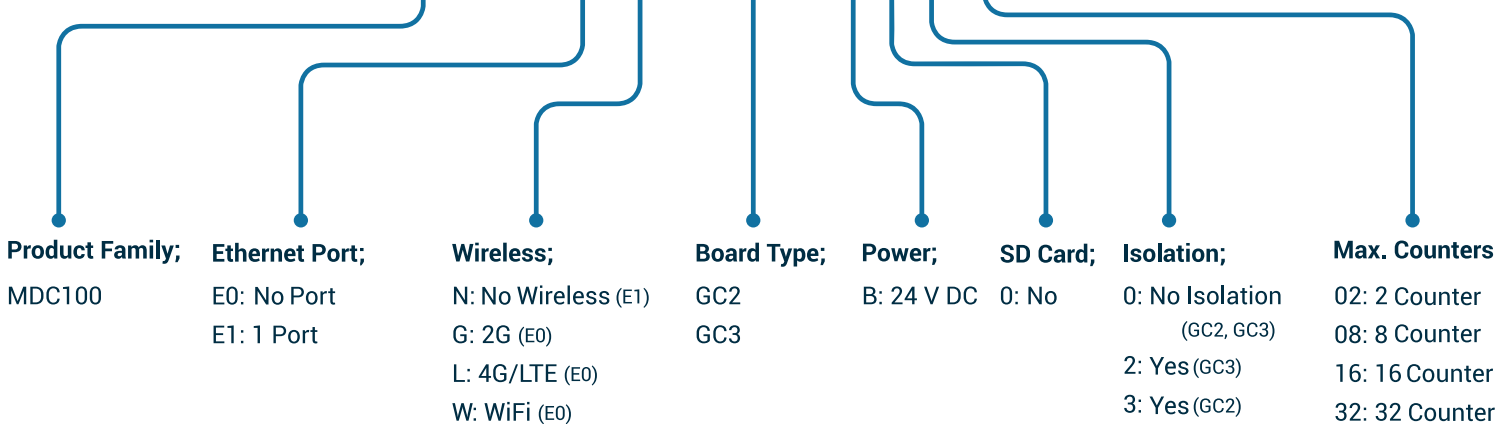 Product Family;
MDC100
Ethernet Port;
E0: No Port
E1: 1 Port
Wireless;
N: No Wireless (E1)
G: 2G (E0)
L: 4G/LTE (E0)
W: WiFi (E0)
Board Type;
GC2
GC3
Power;
B: 24 V DC
SD Card;
0: No
Isolation;
0: No Isolation
(GC2, GC3)
2: Yes (GC3)
3: Yes (GC2)
Max. Counters
02: 2 Counter
08: 8 Counter
16: 16 Counter
32: 32 Counter